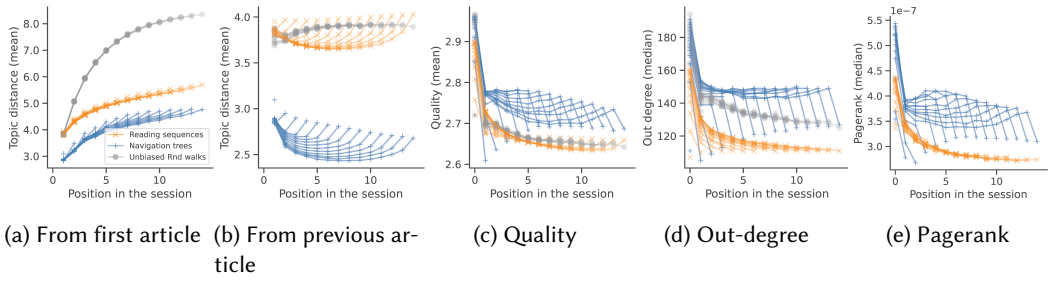 8.0
7.0
6.0
5.0
4.0
3.0
0
5
10
Topic distance (mean)
Position in the session
Reading sequences
Navigation trees
Unbiased Rnd walks
4.0
3.5
3.0
2.5
0
5
10
Topic distance (mean)
Position in the session
2.9
2.8
2.7
2.6
0
5
10
Quality (mean)
Position in the session
180
160
140
120
0
5
10
Out degree (median)
Position in the session
1e−7
5.5
5.0
4.5
4.0
3.5
3.0
0
5
10
Pagerank (median)
Position in the session
(a) From first article
(b) From previous ar-
ticle
(c) Quality
(d) Out-degree
(e) Pagerank